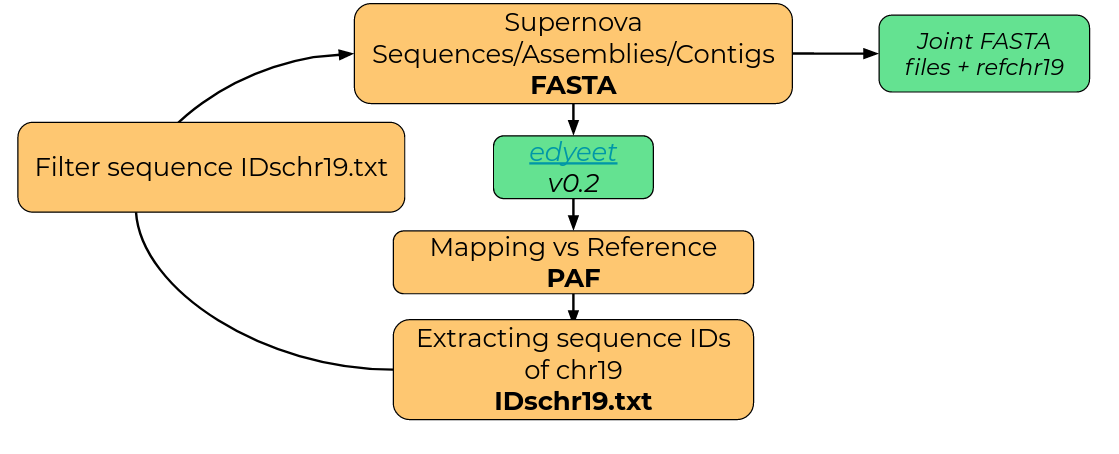 Supernova
Sequences/Assemblies/Contigs
FASTA
Joint FASTA
files + refchr19
Filter sequence IDschr19.txt
edyeet
v0.2
Mapping vs Reference
PAF
Extracting sequence IDs
of chr19
IDschr19.txt